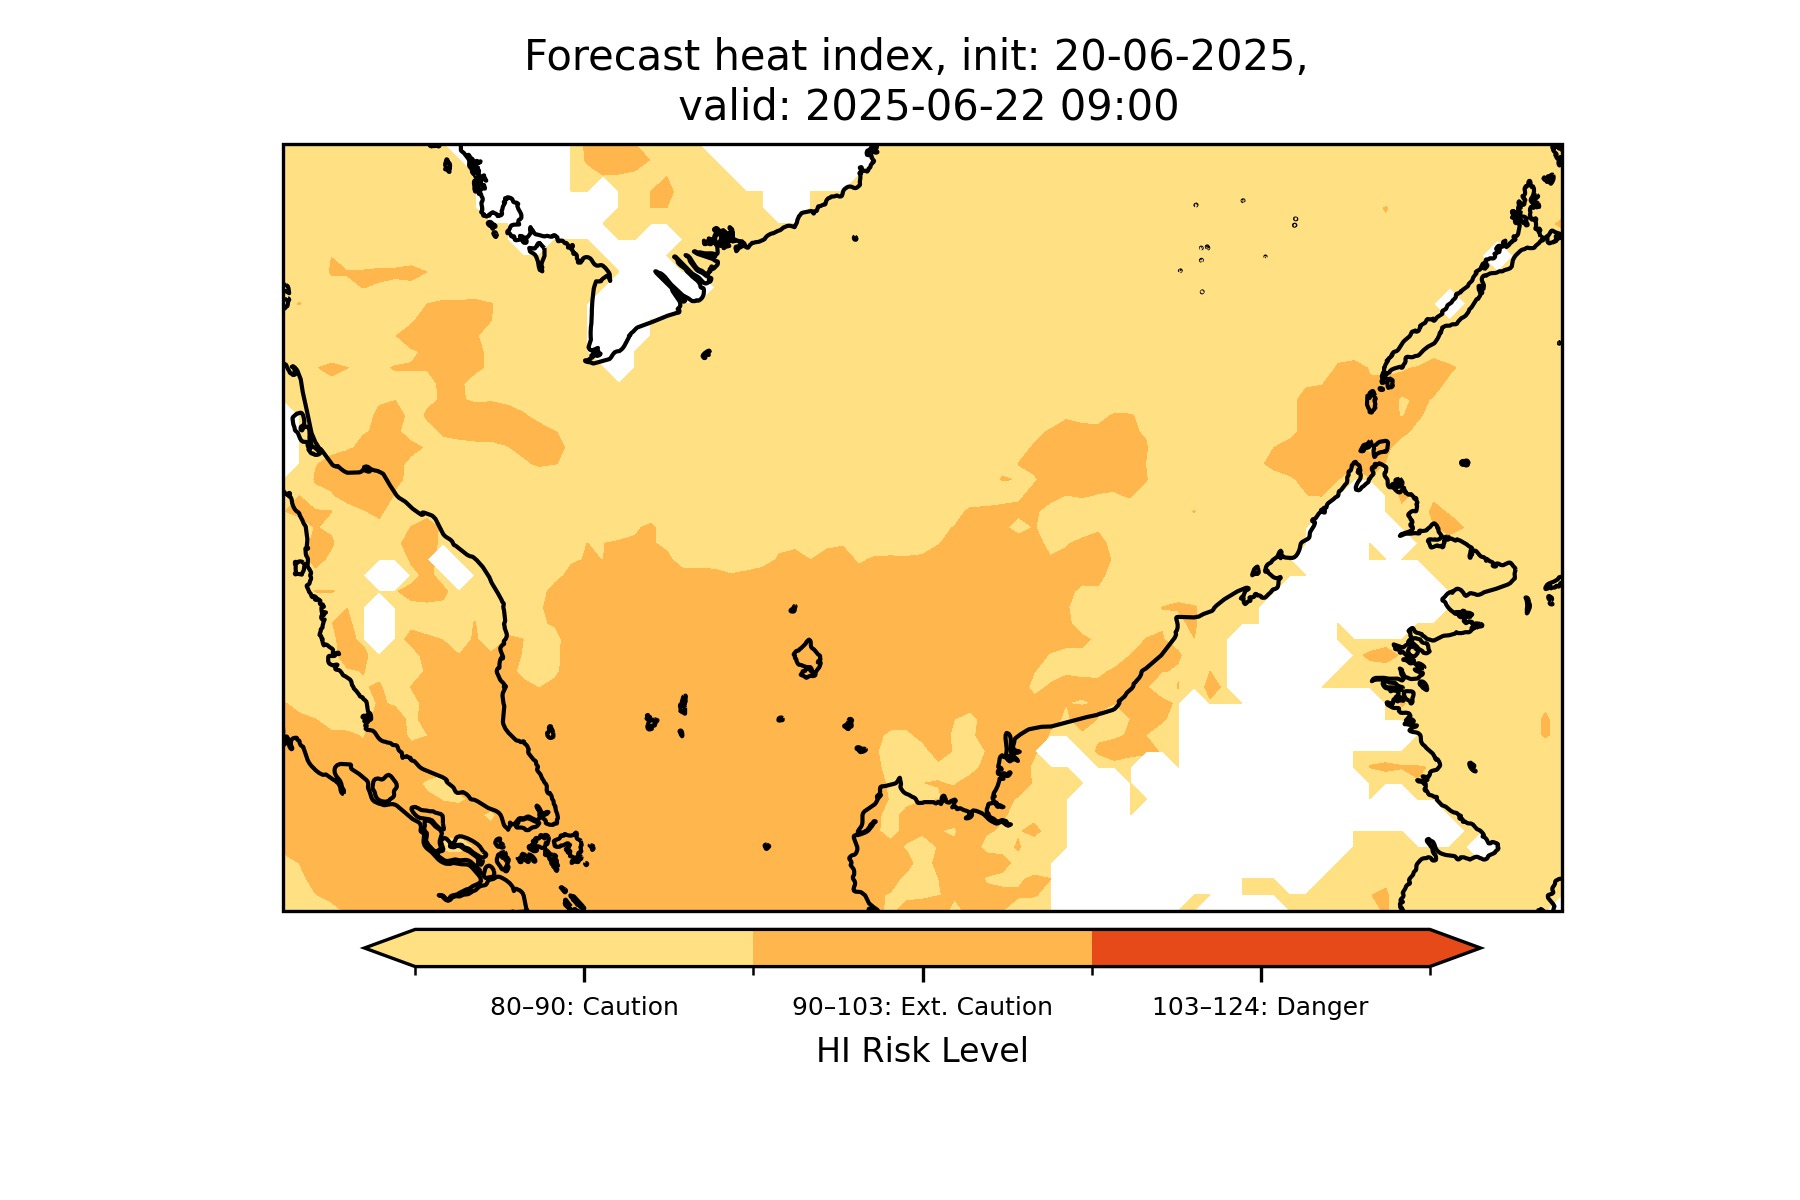 Forecast heat index, init: 20-06-2025,
valid: 2025-06-22 09:00
80–90: Caution
90–103: Ext. Caution
103–124: Danger
HI Risk Level